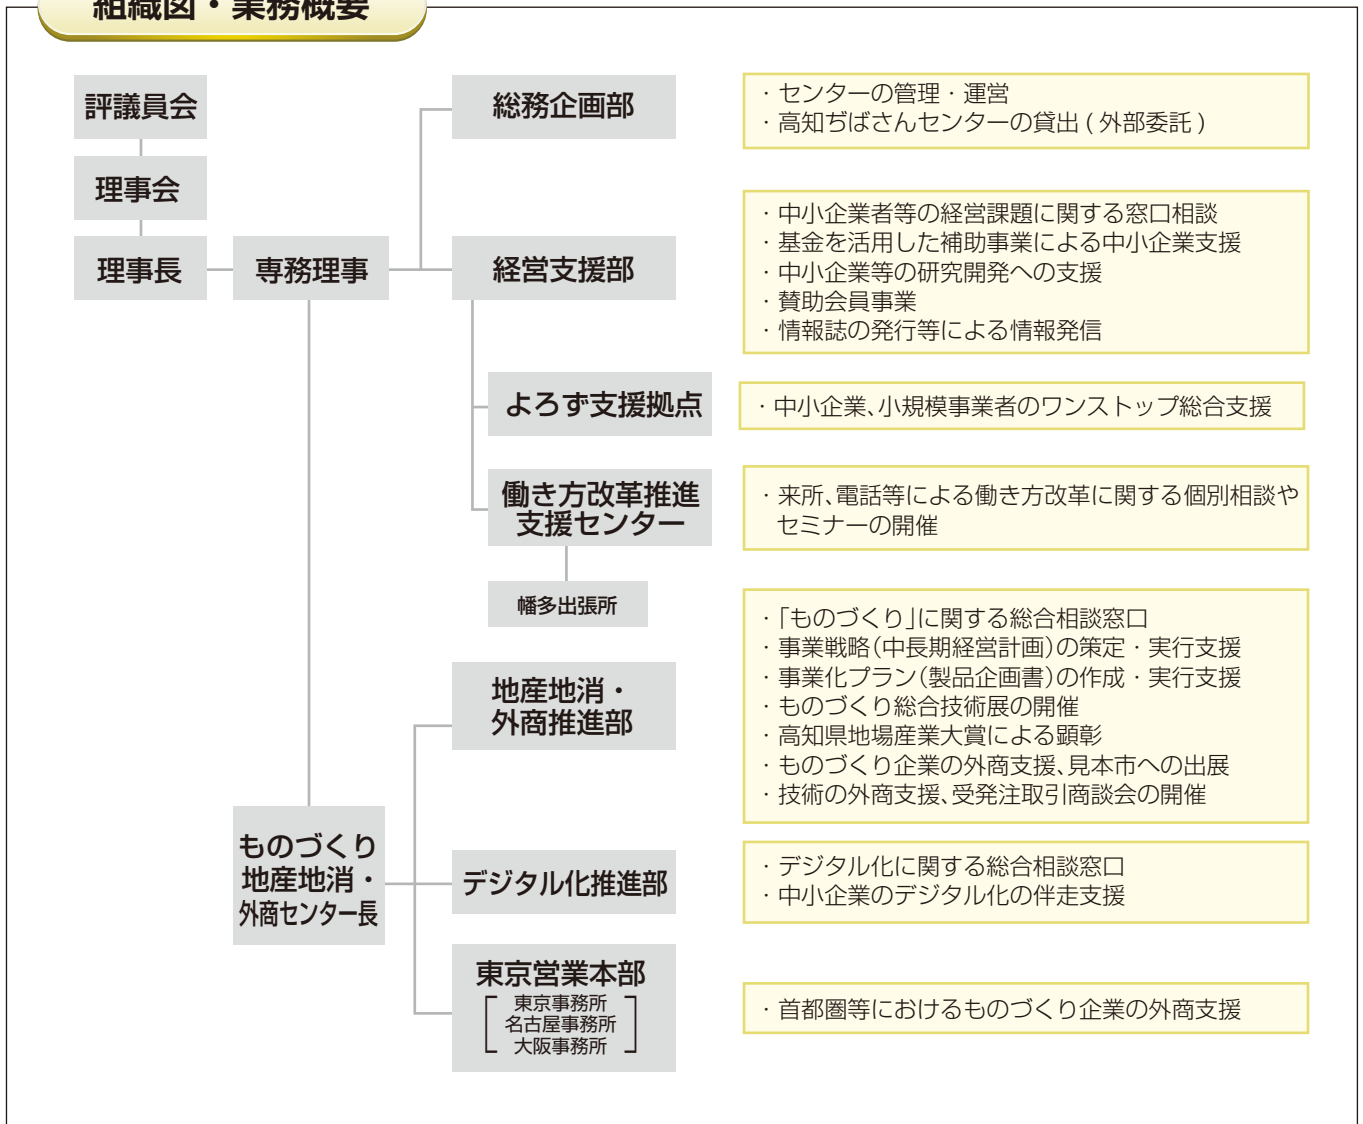 組織図・業務概要
評議員会
理事会
理事長
専務理事
総務企画部
・センターの管理・運営
・高知ぢばさんセンターの貸出 ( 外部委託 )
経営支援部
・中小企業者等の経営課題に関する窓口相談
・基金を活用した補助事業による中小企業支援
・中小企業等の研究開発への支援
・賛助会員事業
・情報誌の発行等による情報発信
よろず支援拠点
・中小企業、小規模事業者のワンストップ総合支援
働き方改革推進
支援センター
・来所、電話等による働き方改革に関する個別相談や
セミナーの開催
幡多出張所
ものづくり
地産地消・
外商センター長
地産地消・
外商推進部
・「ものづくり」に関する総合相談窓口
・事業戦略（中長期経営計画）の策定・実行支援
・事業化プラン（製品企画書）の作成・実行支援
・ものづくり総合技術展の開催
・高知県地場産業大賞による顕彰
・ものづくり企業の外商支援、見本市への出展
・技術の外商支援、受発注取引商談会の開催
デジタル化推進部
・デジタル化に関する総合相談窓口
・中小企業のデジタル化の伴走支援
東京営業本部
東京事務所
名古屋事務所
大阪事務所
・首都圏等におけるものづくり企業の外商支援